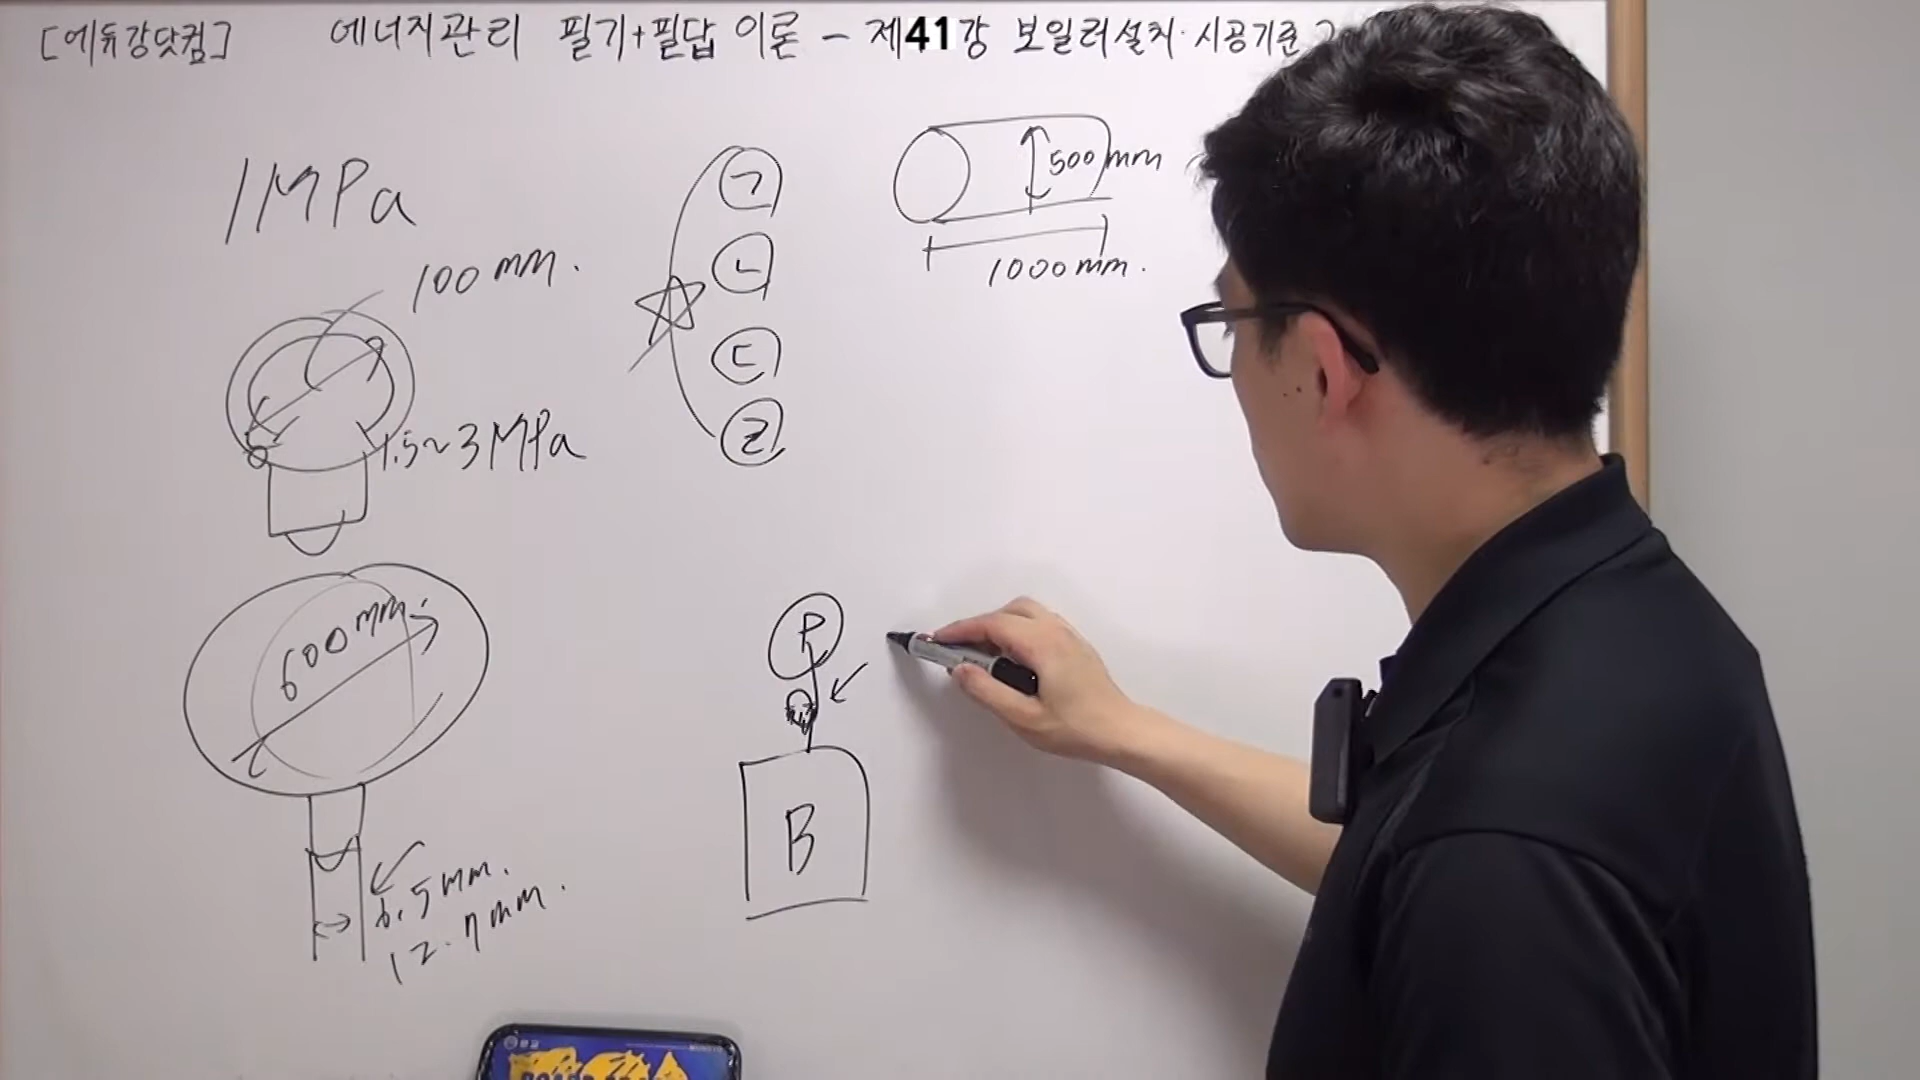 [에듀강닷컴] 에너지관리 필기+필답 이론 - 제41강 보일러설치·시공기준
1MPa
100mm.
1.5~3MPa
600mm
6.5mm.
12.7mm.
ㄱ
ㄴ
ㄷ
ㄹ
500mm
1000mm.
P
B